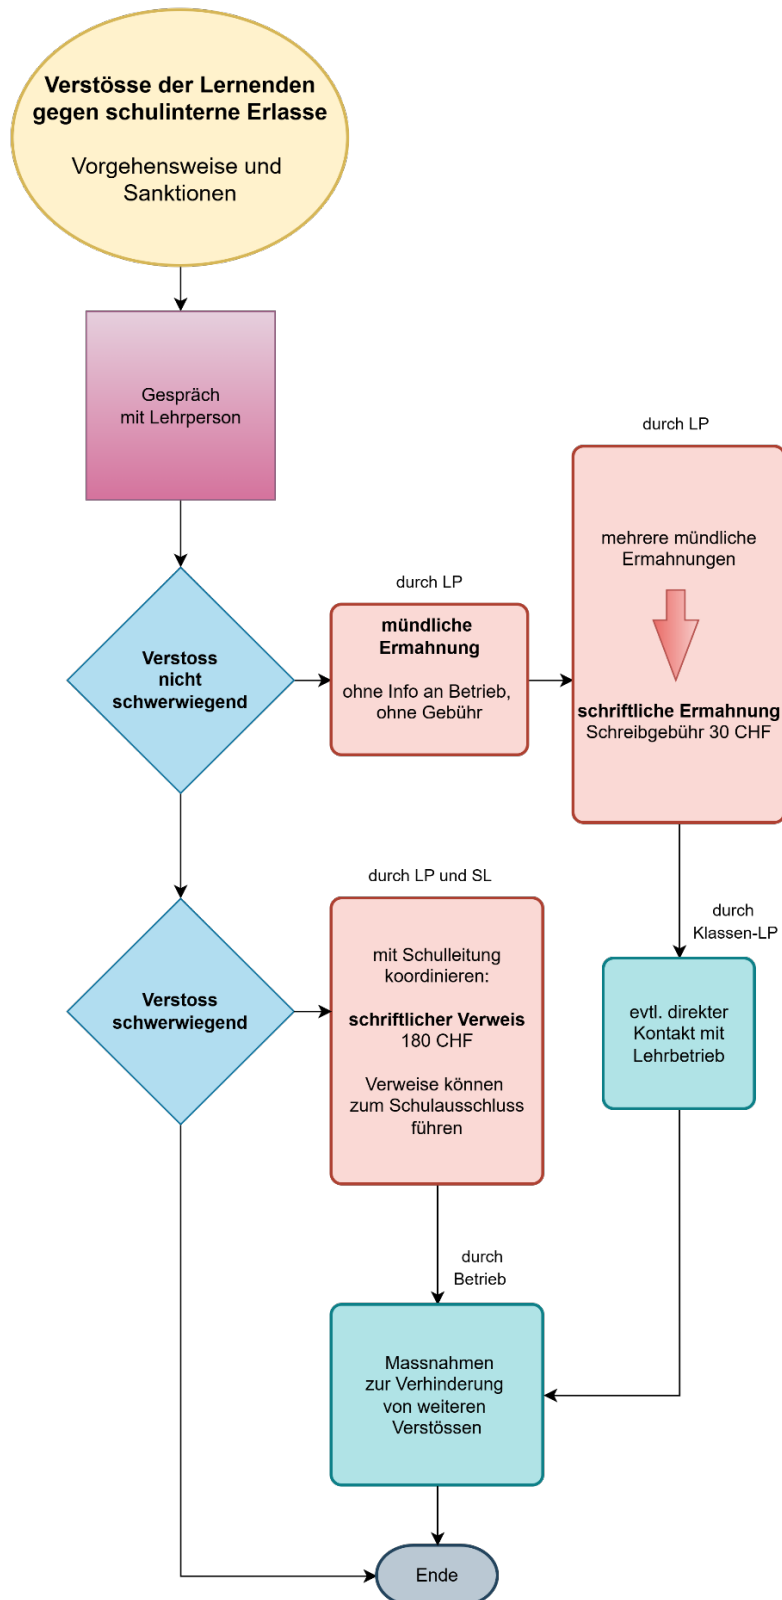 Verstösse der Lernenden
gegen schulinterne Erlasse
Vorgehensweise und
Sanktionen
Gespräch
mit Lehrperson
Verstoss
nicht
schwerwiegend
durch LP
mündliche
Ermahnung
ohne Info an Betrieb,
ohne Gebühr
durch LP
mehrere mündliche
Ermahnungen
schriftliche Ermahnung
Schreibgebühr 30 CHF
durch
Klassen-LP
evtl. direkter
Kontakt mit
Lehrbetrieb
Verstoss
schwerwiegend
durch LP und SL
mit Schulleitung
koordinieren:
schriftlicher Verweis
180 CHF
Verweise können
zum Schulausschluss
führen
durch
Betrieb
Massnahmen
zur Verhinderung
von weiteren
Verstössen
Ende